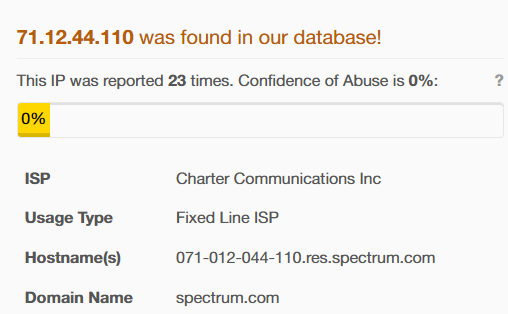 71.12.44.110 was found in our database!
This IP was reported 23 times. Confidence of Abuse is 0%: ?
0%
ISP Charter Communications Inc
Usage Type Fixed Line ISP
Hostname(s) 071-012-044-110.res.spectrum.com
Domain Name spectrum.com